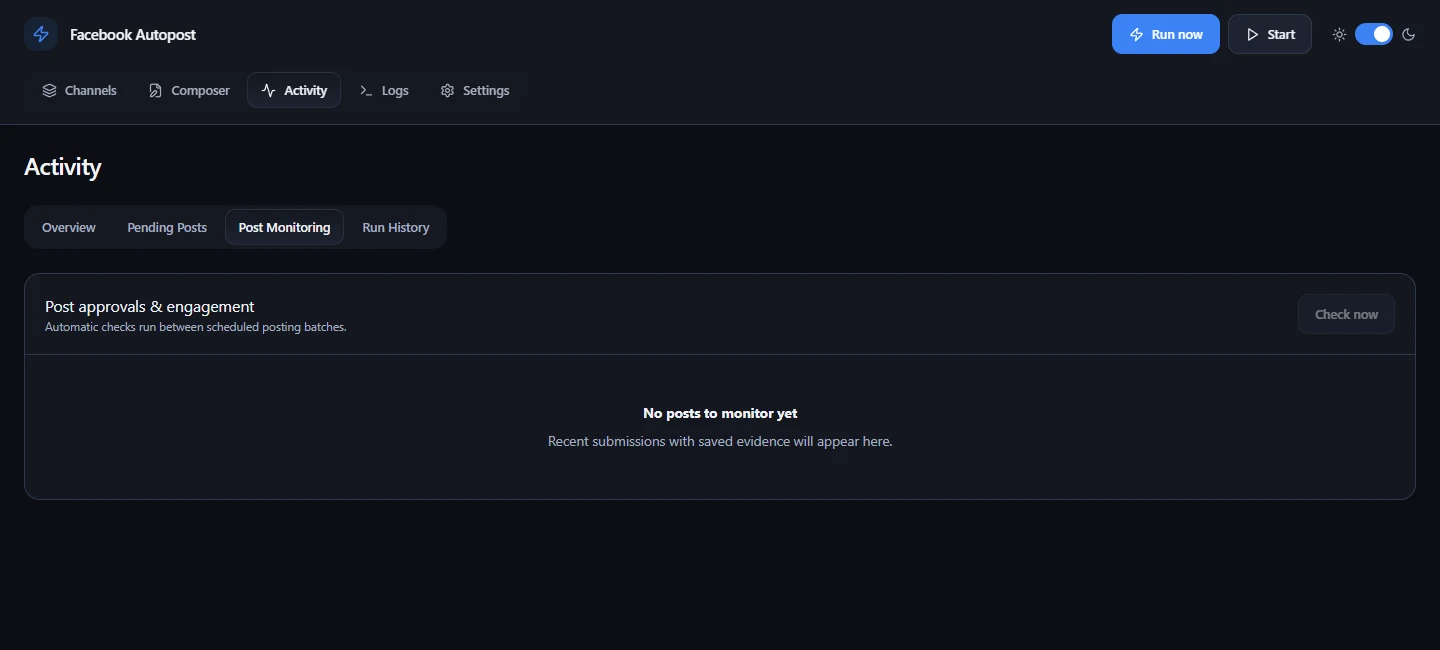 Facebook Autopost
Run now
Start
Channels
Composer
Activity
Logs
Settings
Activity
Overview
Pending Posts
Post Monitoring
Run History
Post approvals & engagement
Automatic checks run between scheduled posting batches.
Check now
No posts to monitor yet
Recent submissions with saved evidence will appear here.